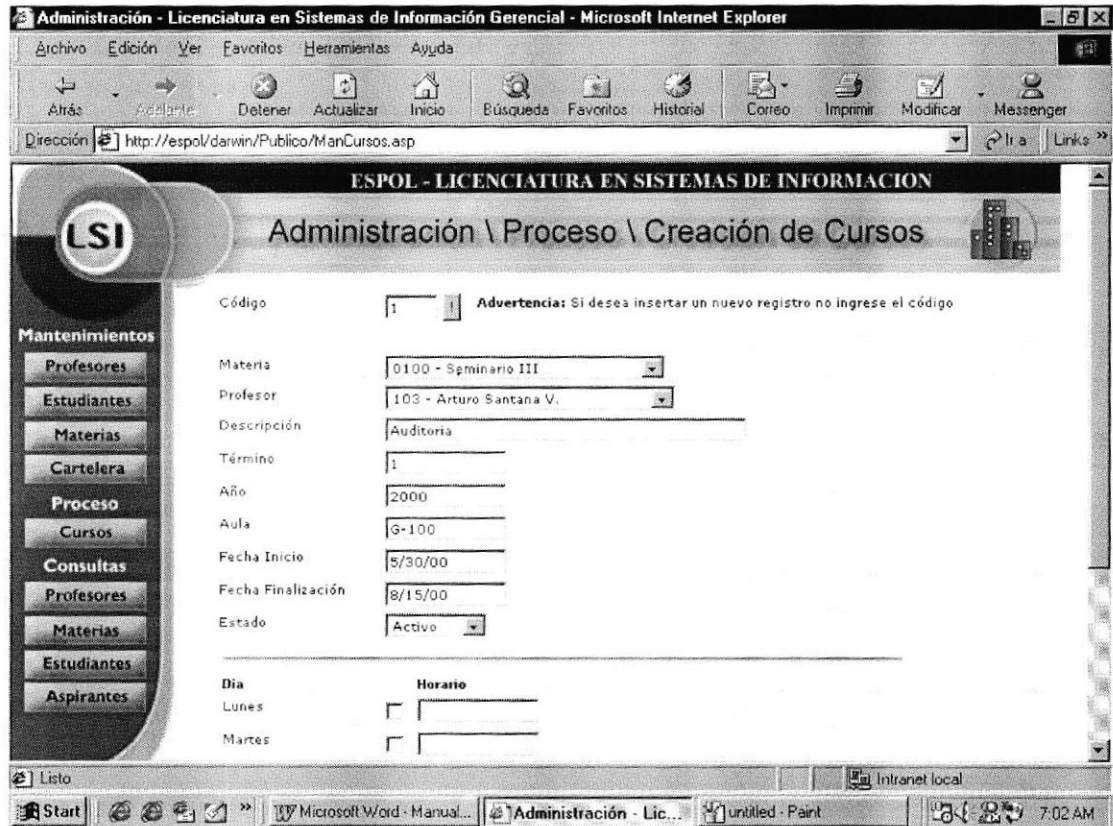 Administración - Licenciatura en Sistemas de Información Gerencial - Microsoft Internet Explorer
Archivo Edición Ver Favoritos Herramientas Ayuda
Atrás Adelante Detener Actualizar Inicio Búsqueda Favoritos Historial Correo Imprimir Modificar Messenger
Dirección http://espol/darwin/Publico/ManCursos.asp Ir a Links »
ESPOL - LICENCIATURA EN SISTEMAS DE INFORMACION
LSI
Administración \ Proceso \ Creación de Cursos
Código 1 ! Advertencia: Si desea insertar un nuevo registro no ingrese el código
Mantenimientos
Profesores
Estudiantes
Materias
Cartelera
Proceso
Cursos
Consultas
Profesores
Materias
Estudiantes
Aspirantes
Materia 0100 - Seminario III
Profesor 103 - Arturo Santana V.
Descripción Auditoria
Término 1
Año 2000
Aula G-100
Fecha Inicio 5/30/00
Fecha Finalización 8/15/00
Estado Activo
Dia Horario
Lunes
Martes
Listo Intranet local
Start » Microsoft Word - Manual... Administración - Lic... untitled - Paint 7:02 AM